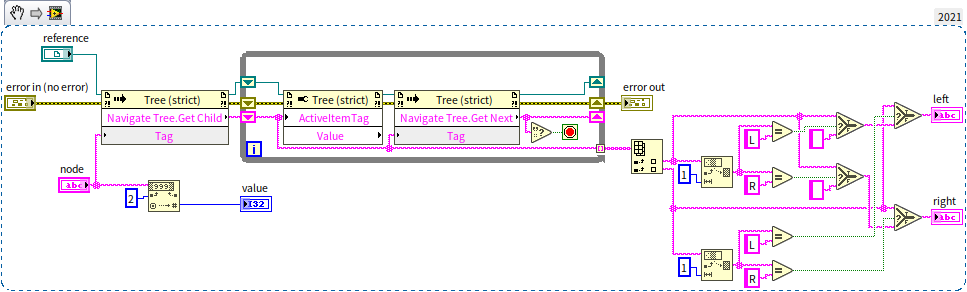 2021
reference
error in (no error)
Tree (strict)
Navigate Tree.Get Child
Tag
Tree (strict)
ActiveItemTag
Value
Tree (strict)
Navigate Tree.Get Next
Tag
error out
i
?
node
abc
2
9999
value
I32
1
L
R
=
=
?
T
F
?
T
F
?
T
F
left
abc
1
L
R
=
=
?
T
F
right
abc